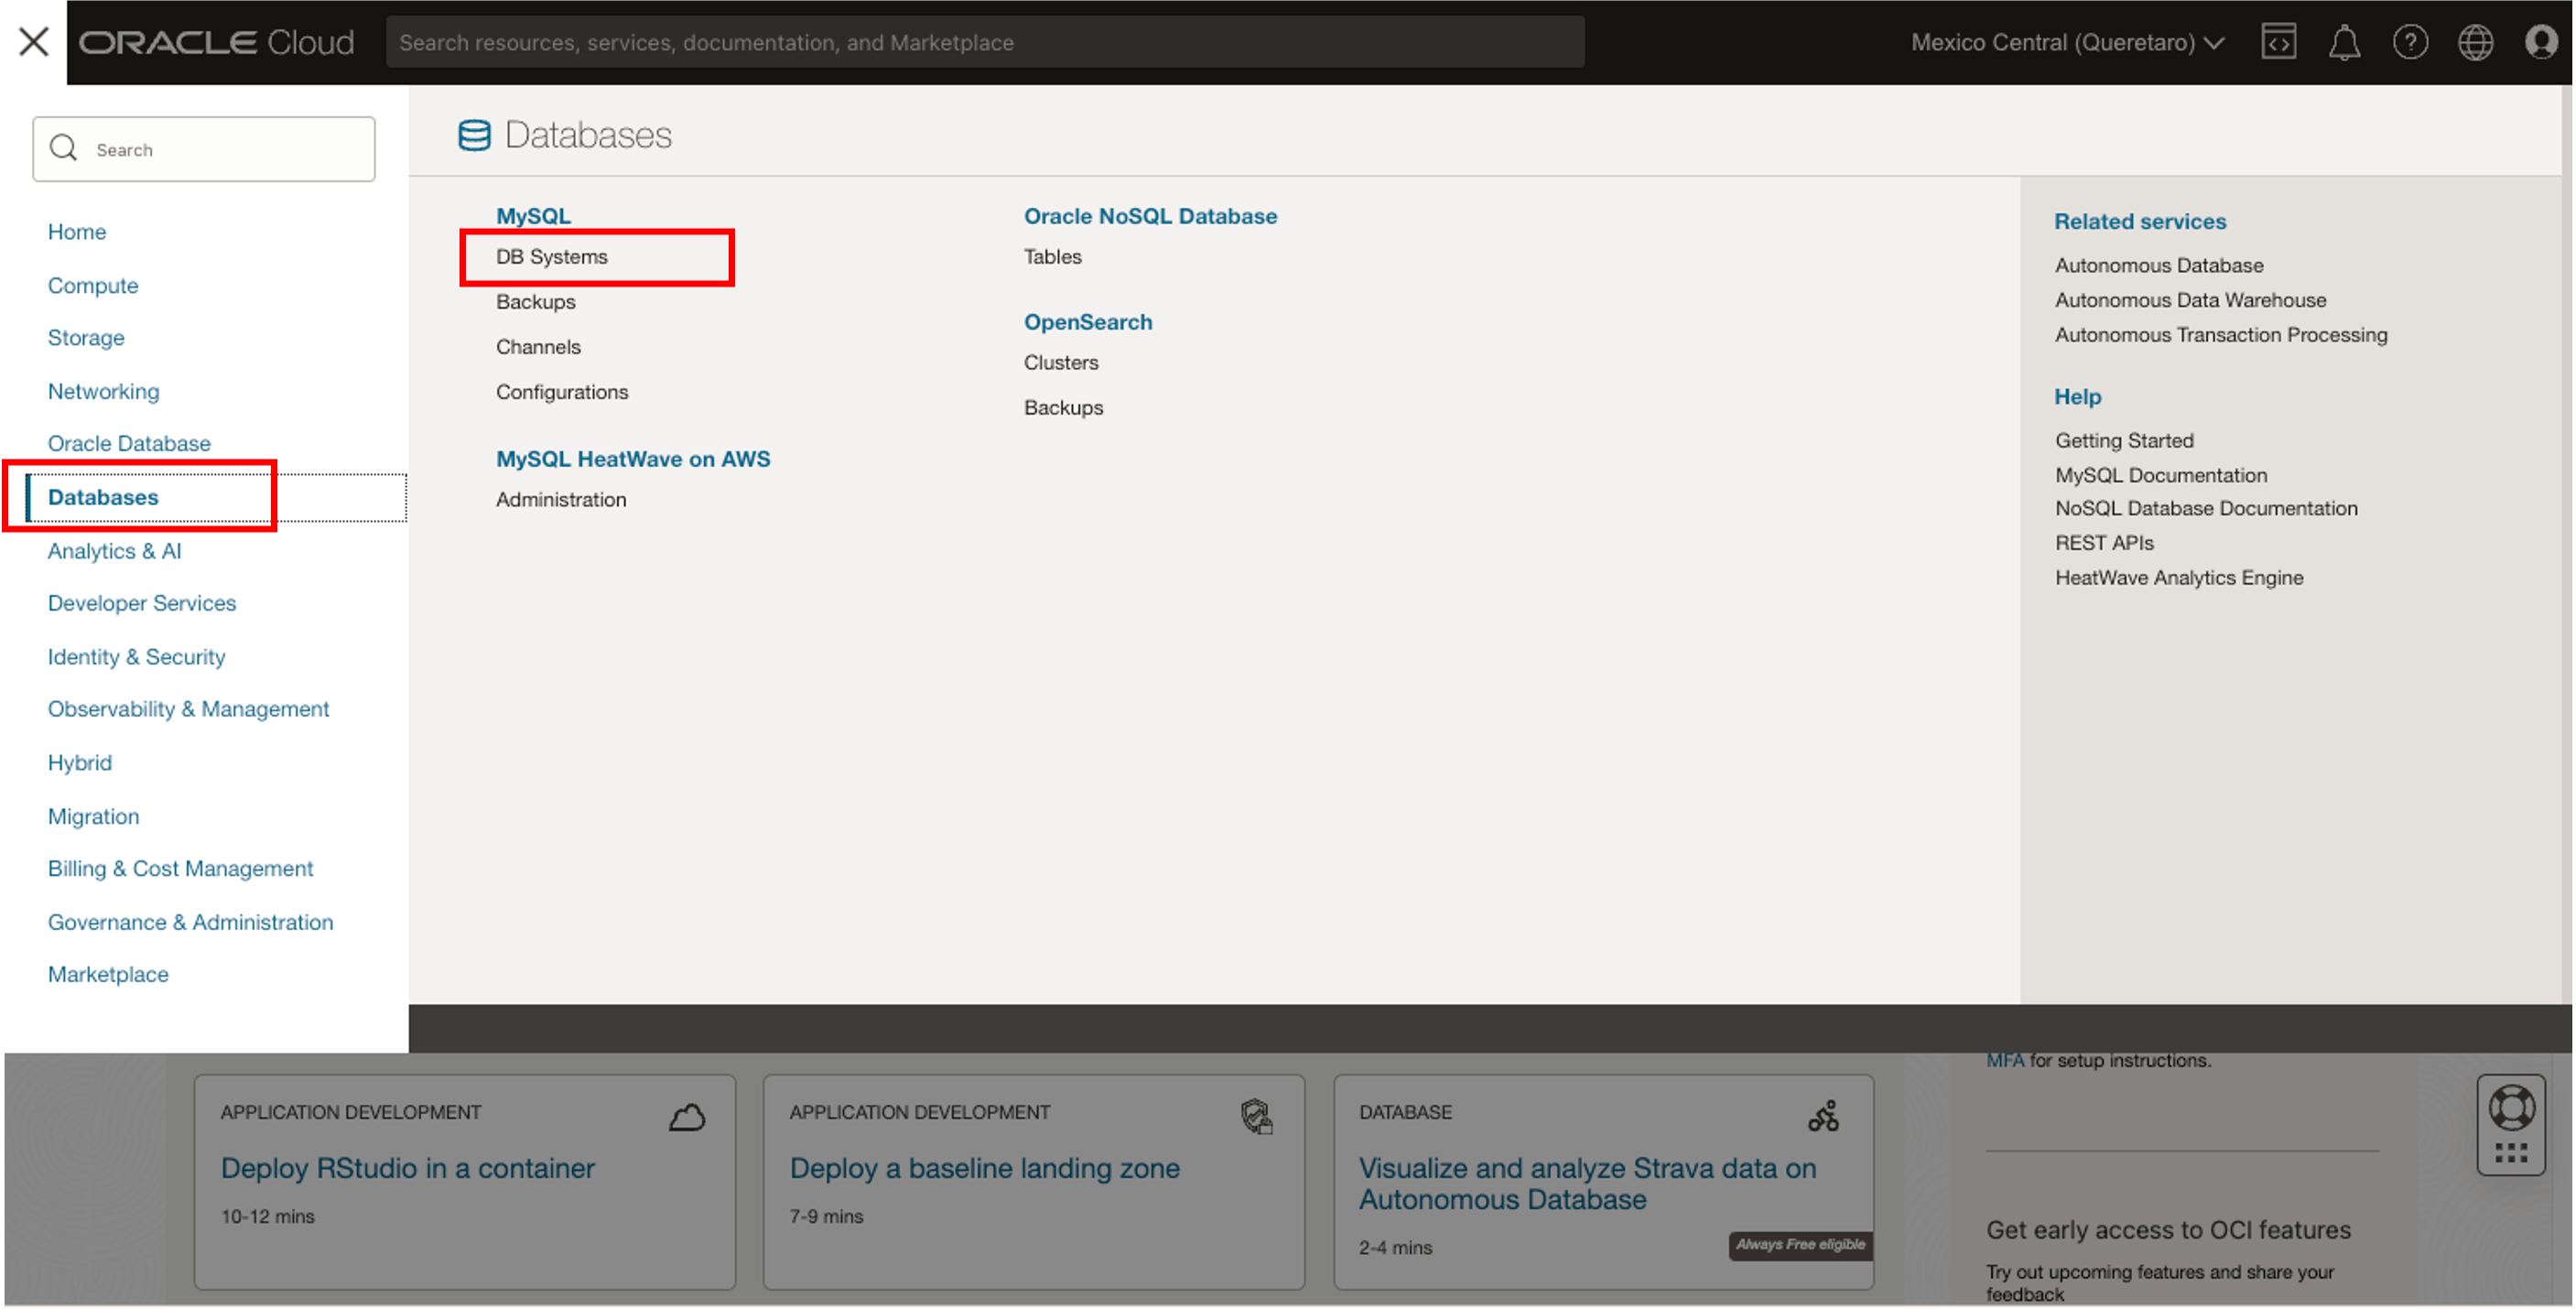 ORACLE Cloud
Search resources, services, documentation, and Marketplace
Mexico Central (Queretaro)
Search
Home
Compute
Storage
Networking
Oracle Database
Databases
Analytics & AI
Developer Services
Identity & Security
Observability & Management
Hybrid
Migration
Billing & Cost Management
Governance & Administration
Marketplace
Databases
MySQL
DB Systems
Backups
Channels
Configurations
MySQL HeatWave on AWS
Administration
Oracle NoSQL Database
Tables
OpenSearch
Clusters
Backups
Related services
Autonomous Database
Autonomous Data Warehouse
Autonomous Transaction Processing
Help
Getting Started
MySQL Documentation
NoSQL Database Documentation
REST APIs
HeatWave Analytics Engine
APPLICATION DEVELOPMENT
Deploy RStudio in a container
10-12 mins
APPLICATION DEVELOPMENT
Deploy a baseline landing zone
7-9 mins
DATABASE
Visualize and analyze Strava data on
Autonomous Database
2-4 mins
Always Free eligible
MFA for setup instructions.
Get early access to OCI features
Try out upcoming features and share your
feedback